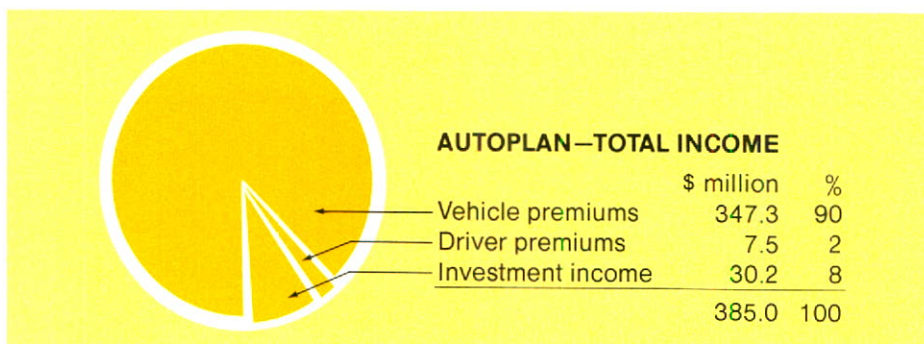 AUTOPLAN—TOTAL INCOME
$ million %
Vehicle premiums 347.3 90
Driver premiums 7.5 2
Investment income 30.2 8
385.0 100